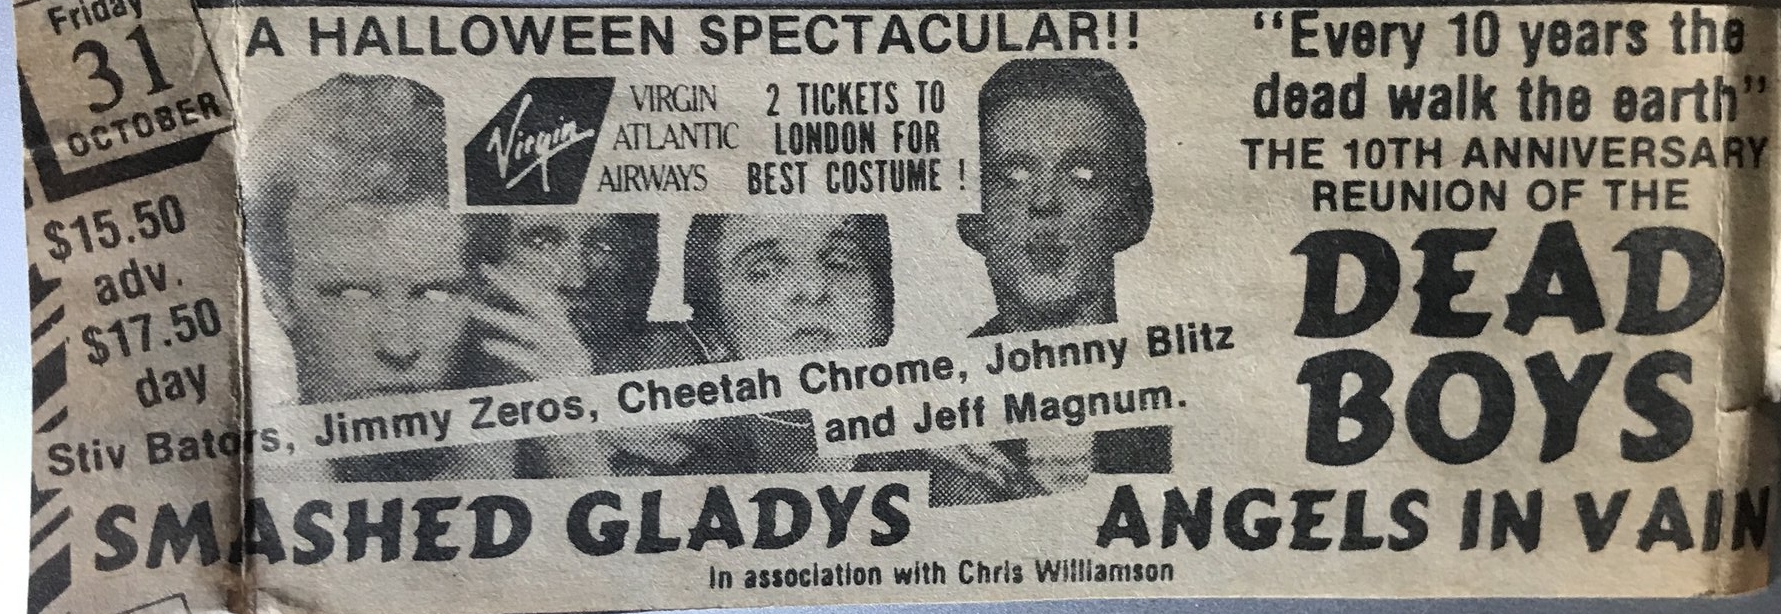 Friday
31
OCTOBER
$15.50
adv.
$17.50
day
A HALLOWEEN SPECTACULAR!!
Virgin
VIRGIN
ATLANTIC
AIRWAYS
2 TICKETS TO
LONDON FOR
BEST COSTUME !
Stiv Bators, Jimmy Zeros, Cheetah Chrome, Johnny Blitz
and Jeff Magnum.
"Every 10 years the
dead walk the earth"
THE 10TH ANNIVERSARY
REUNION OF THE
DEAD
BOYS
SMASHED GLADYS
ANGELS IN VAIN
In association with Chris Williamson